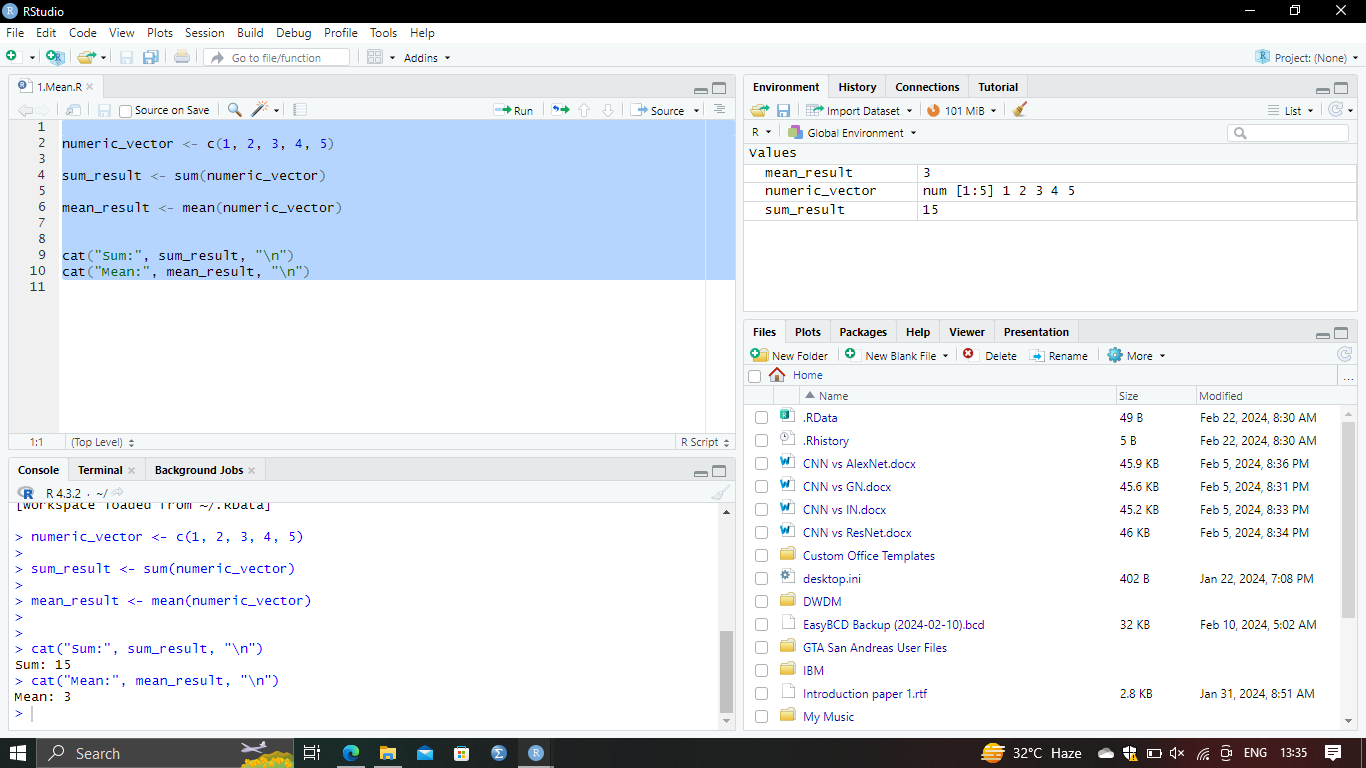 RStudio
File Edit Code View Plots Session Build Debug Profile Tools Help
Go to file/function Addins Project: (None)
1.Mean.R
Source on Save Run Source
1
2 numeric_vector <- c(1, 2, 3, 4, 5)
3
4 sum_result <- sum(numeric_vector)
5
6 mean_result <- mean(numeric_vector)
7
8
9 cat("Sum:", sum_result, "\n")
10 cat("Mean:", mean_result, "\n")
11
1:1 (Top Level) R Script
Console Terminal Background Jobs
R 4.3.2 · ~/
[Workspace loaded from ~/.RData]
> numeric_vector <- c(1, 2, 3, 4, 5)
>
> sum_result <- sum(numeric_vector)
>
> mean_result <- mean(numeric_vector)
>
>
> cat("Sum:", sum_result, "\n")
Sum: 15
> cat("Mean:", mean_result, "\n")
Mean: 3
>
Environment History Connections Tutorial
Import Dataset 101 MiB List
R Global Environment
Values
mean_result 3
numeric_vector num [1:5] 1 2 3 4 5
sum_result 15
Files Plots Packages Help Viewer Presentation
New Folder New Blank File Delete Rename More
Home ...
Name Size Modified
.RData 49 B Feb 22, 2024, 8:30 AM
.Rhistory 5 B Feb 22, 2024, 8:30 AM
CNN vs AlexNet.docx 45.9 KB Feb 5, 2024, 8:36 PM
CNN vs GN.docx 45.6 KB Feb 5, 2024, 8:31 PM
CNN vs IN.docx 45.2 KB Feb 5, 2024, 8:33 PM
CNN vs ResNet.docx 46 KB Feb 5, 2024, 8:34 PM
Custom Office Templates
desktop.ini 402 B Jan 22, 2024, 7:08 PM
DWDM
EasyBCD Backup (2024-02-10).bcd 32 KB Feb 10, 2024, 5:02 AM
GTA San Andreas User Files
IBM
Introduction paper 1.rtf 2.8 KB Jan 31, 2024, 8:51 AM
My Music
Search 32°C Haze ENG 13:35